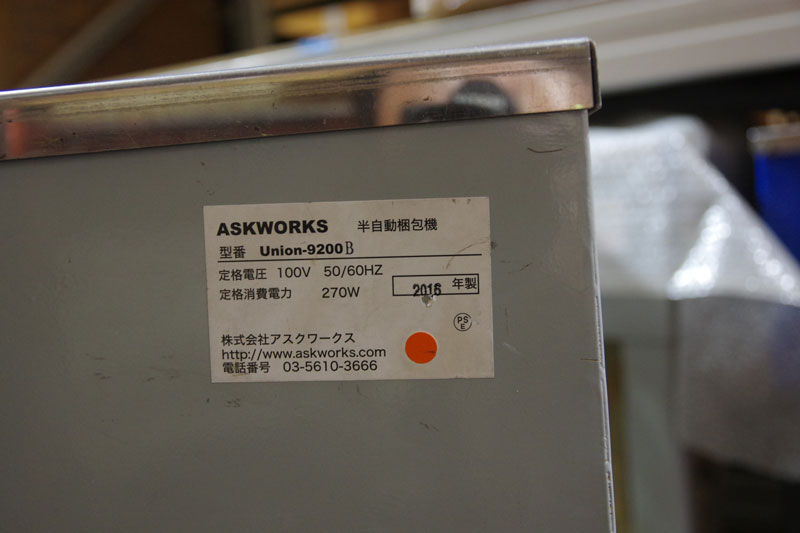 ASKWORKS 半自動梱包機
型番 Union-9200B
定格電圧 100V 50/60HZ
定格消費電力 270W
2016 年製
PS
E
株式会社アスクワークス
http://www.askworks.com
電話番号 03-5610-3666